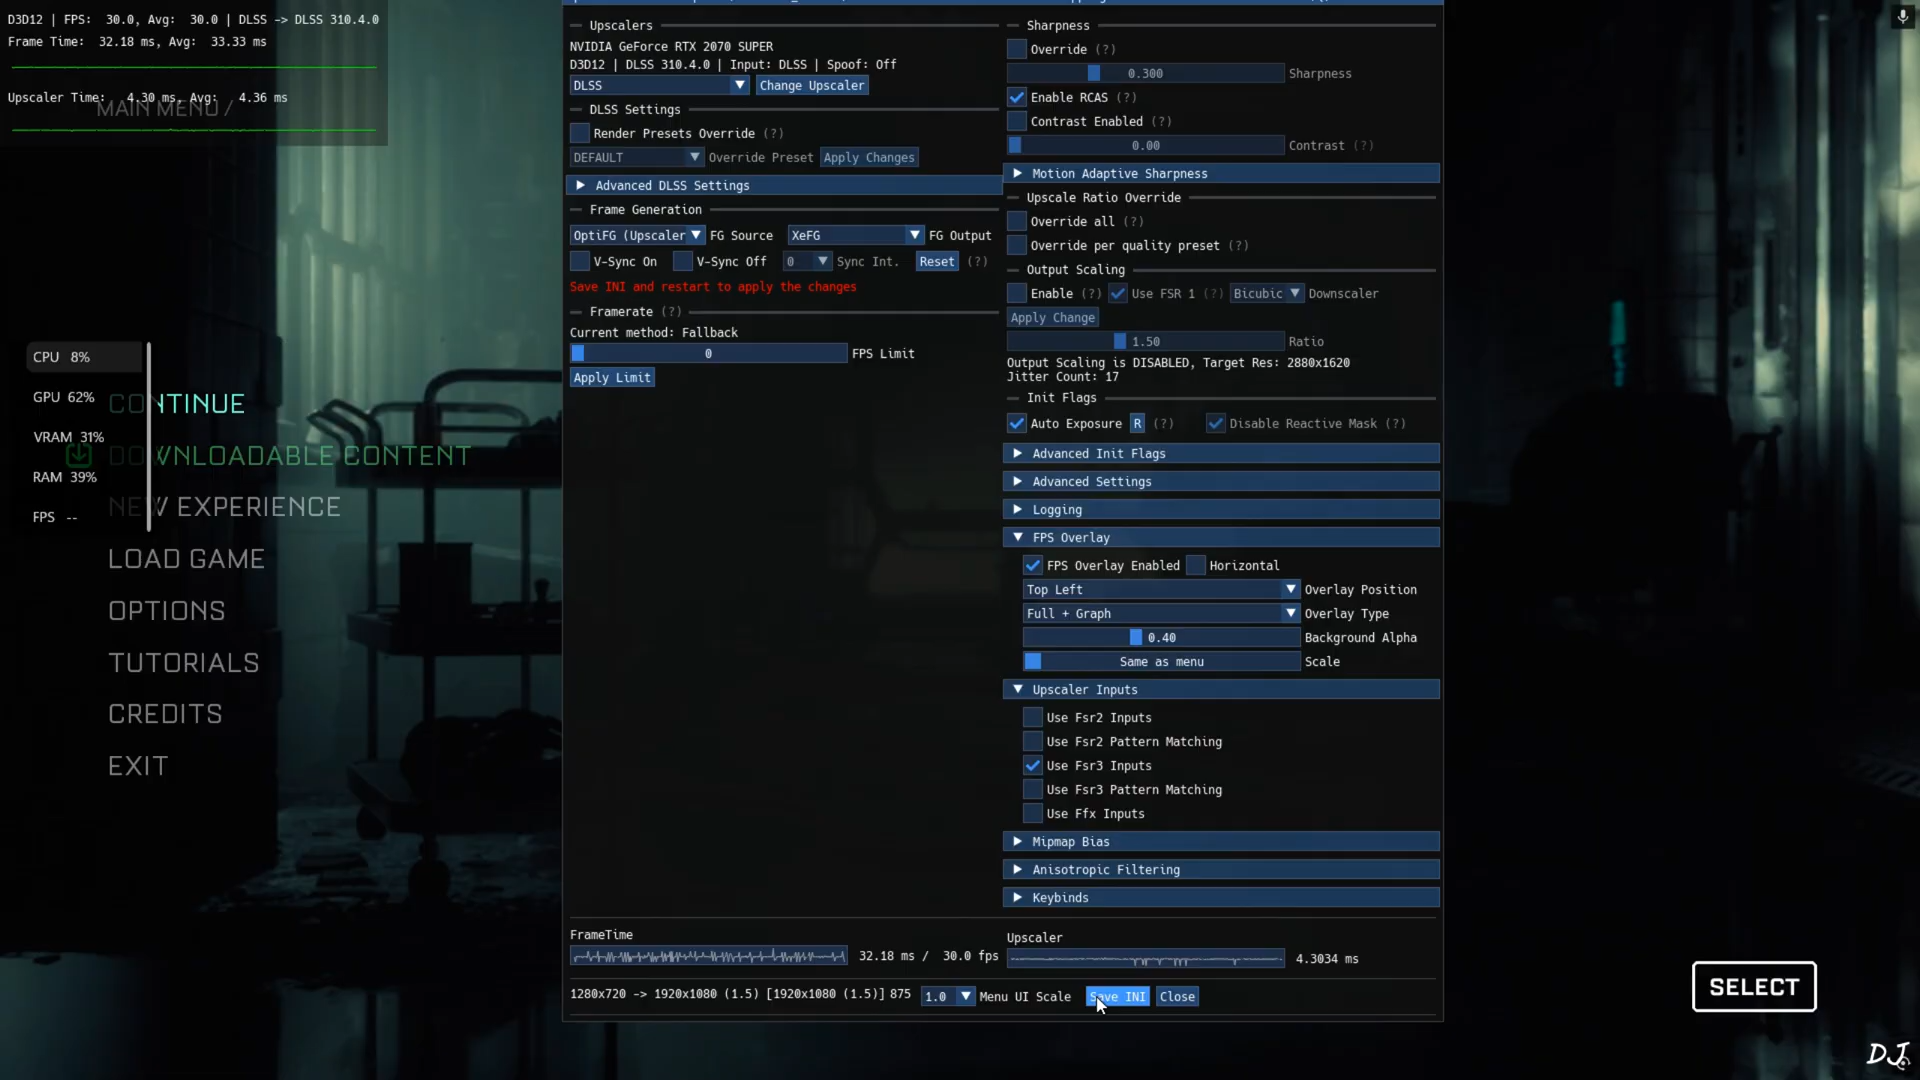 D3D12 | FPS: 30.0, Avg: 30.0 | DLSS -> DLSS 310.4.0
Frame Time: 32.18 ms, Avg: 33.33 ms
Upscaler Time: 4.30 ms, Avg: 4.36 ms
MAIN MENU /
CPU 8%
GPU 62%
VRAM 31%
RAM 39%
FPS --
CONTINUE
DOWNLOADABLE CONTENT
NEW EXPERIENCE
LOAD GAME
OPTIONS
TUTORIALS
CREDITS
EXIT
Upscalers
NVIDIA GeForce RTX 2070 SUPER
D3D12 | DLSS 310.4.0 | Input: DLSS | Spoof: Off
DLSS Change Upscaler
DLSS Settings
Render Presets Override (?)
DEFAULT Override Preset Apply Changes
Advanced DLSS Settings
Frame Generation
OptiFG (Upscaler FG Source XeFG FG Output
V-Sync On V-Sync Off 0 Sync Int. Reset (?)
Save INI and restart to apply the changes
Framerate (?)
Current method: Fallback
0 FPS Limit
Apply Limit
Sharpness
Override (?)
0.300 Sharpness
Enable RCAS (?)
Contrast Enabled (?)
0.00 Contrast (?)
Motion Adaptive Sharpness
Upscale Ratio Override
Override all (?)
Override per quality preset (?)
Output Scaling
Enable (?) Use FSR 1 (?) Bicubic Downscaler
Apply Change
1.50 Ratio
Output Scaling is DISABLED, Target Res: 2880x1620
Jitter Count: 17
Init Flags
Auto Exposure R (?) Disable Reactive Mask (?)
Advanced Init Flags
Advanced Settings
Logging
FPS Overlay
FPS Overlay Enabled Horizontal
Top Left Overlay Position
Full + Graph Overlay Type
0.40 Background Alpha
Same as menu Scale
Upscaler Inputs
Use Fsr2 Inputs
Use Fsr2 Pattern Matching
Use Fsr3 Inputs
Use Fsr3 Pattern Matching
Use Ffx Inputs
Mipmap Bias
Anisotropic Filtering
Keybinds
FrameTime
32.18 ms / 30.0 fps
Upscaler
4.3034 ms
1280x720 -> 1920x1080 (1.5) [1920x1080 (1.5)] 875 1.0 Menu UI Scale Save INI Close
SELECT
DJ